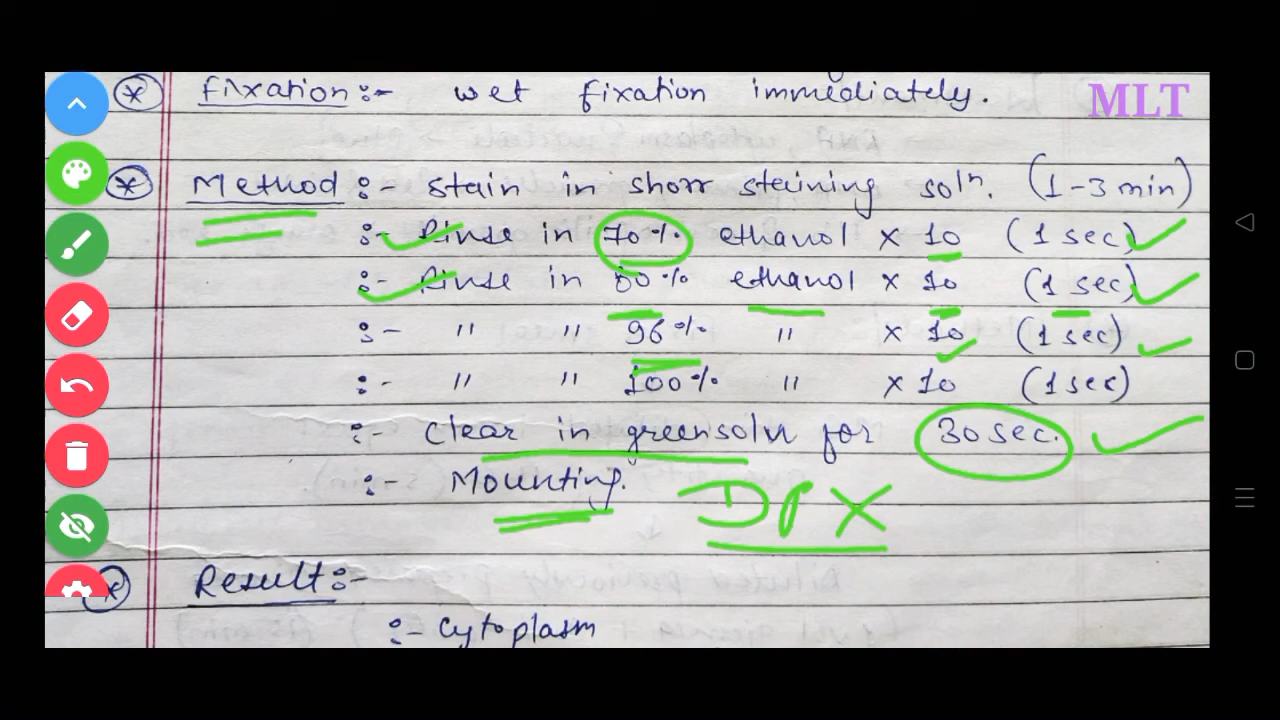 Fixation :- wet fixation immediately.
MLT
Method :- stain in shorr staining soln. (1-3 min)
:- Rinse in 70% ethanol x 10 (1 sec)
:- Rinse in 80% ethanol x 10 (1 sec)
:- " " 96% " x 10 (1 sec)
:- " " 100% " x 10 (1 sec)
:- clear in greensolv for 30 sec.
:- Mounting. DPX
Result :-
:- cytoplasm